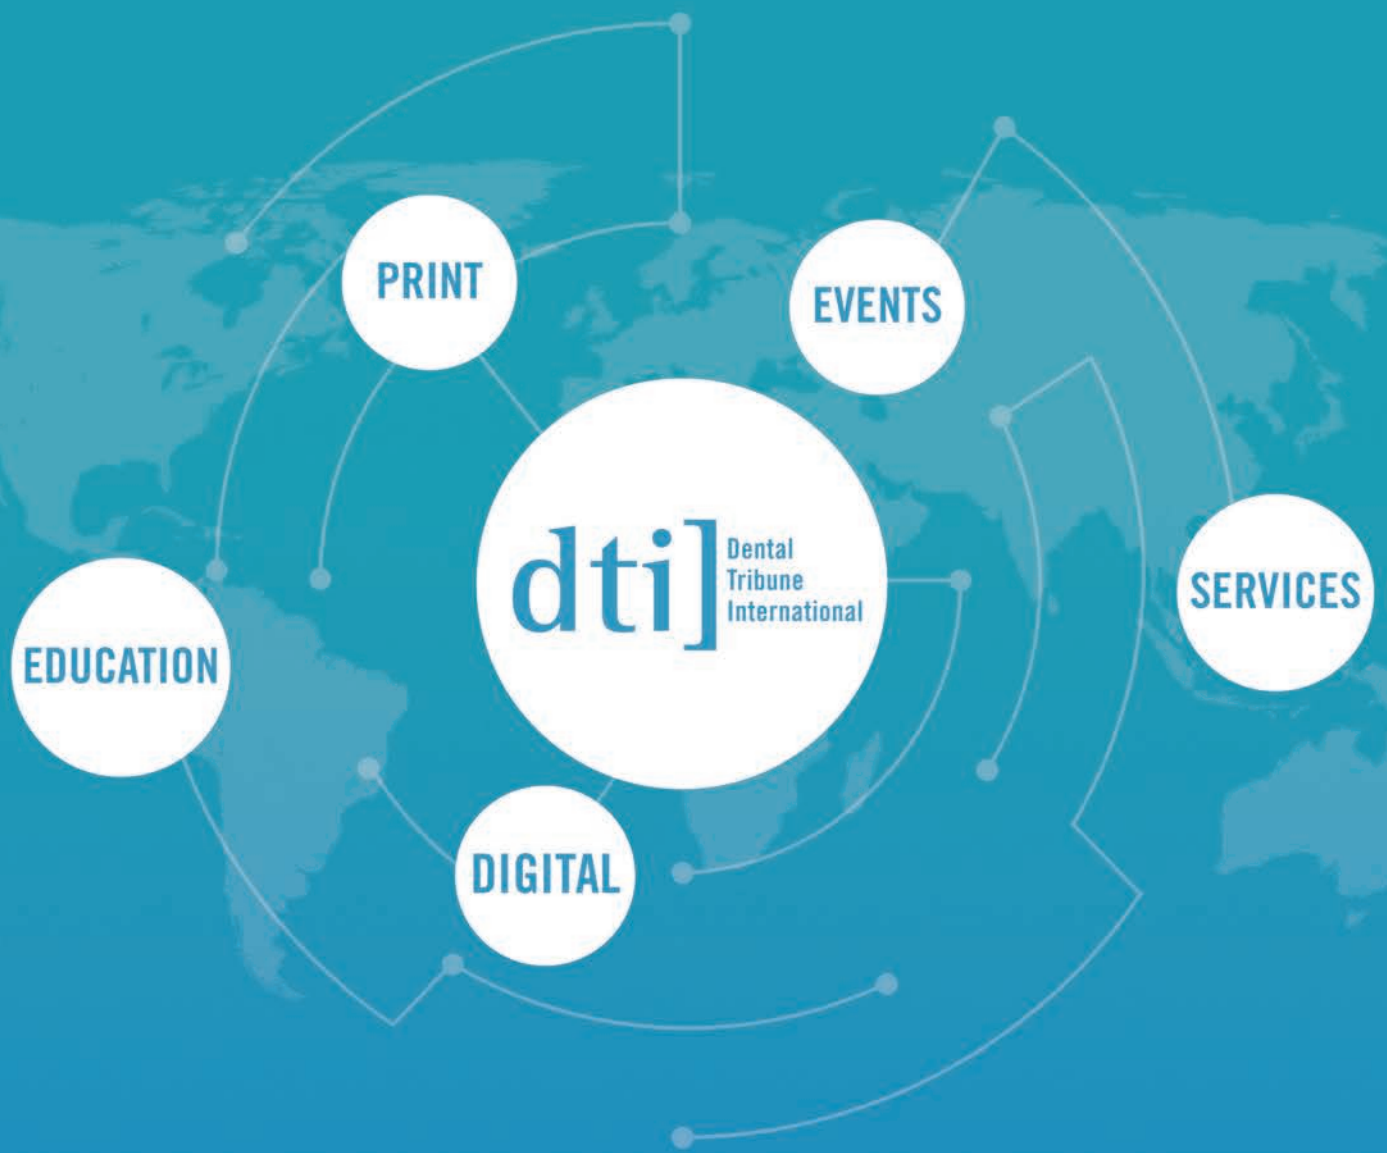 PRINT
EVENTS
dti]
Dental
Tribune
International
SERVICES
EDUCATION
DIGITAL